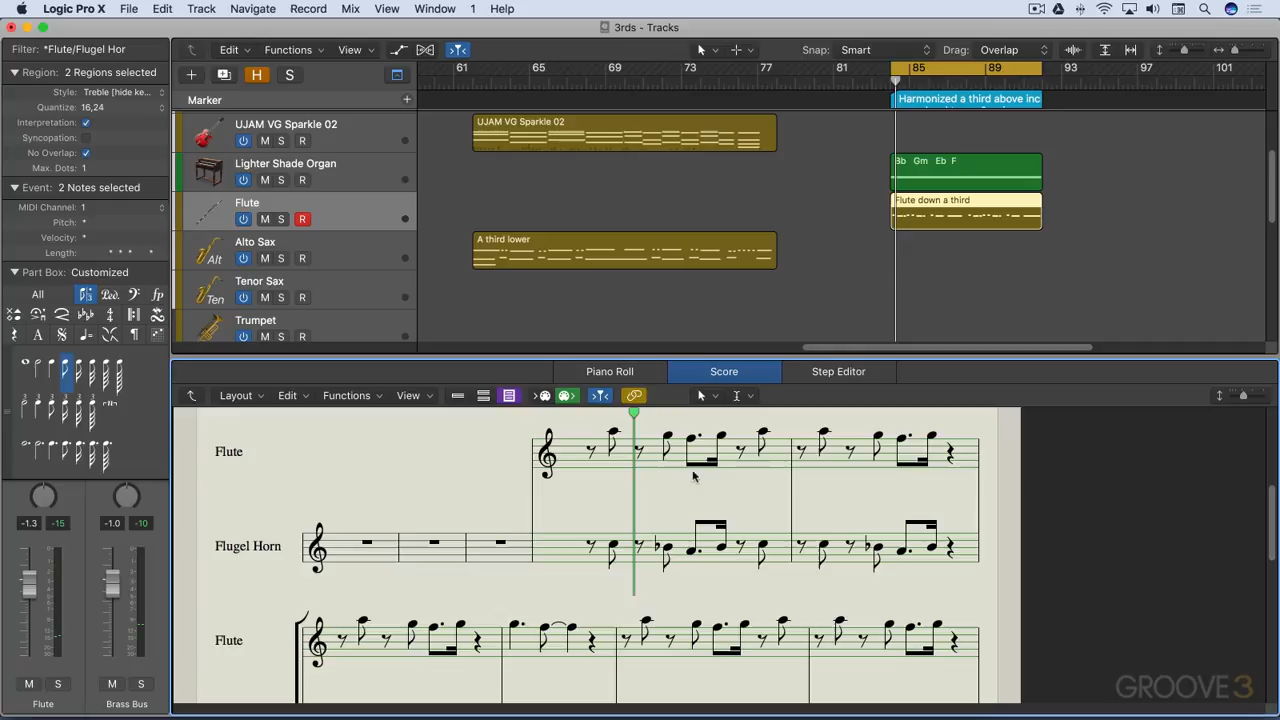 Logic Pro X File Edit Track Navigate Record Mix View Window 1 Help
3rds - Tracks
Filter: *Flute/Flugel Hor
Edit Functions View
Snap: Smart
Drag: Overlap
Region: 2 Regions selected
H S
61 65 69 73 77 81 85 89 93 97 101
Style: Treble [hide ke...
Marker
Harmonized a third above inc
Quantize: 16,24
Interpretation:
Syncopation:
No Overlap:
Max. Dots: 1
UJAM VG Sparkle 02
M S R
UJAM VG Sparkle 02
Lighter Shade Organ
M S R
Bb Gm Eb F
Event: 2 Notes selected
MIDI Channel: 1
Pitch: *
Velocity: *
Length: * * * *
Flute
M S R
Flute down a third
Alto Sax
Alt
M S R
A third lower
Part Box: Customized
All
Tenor Sax
Ten
M S R
Trumpet
M S R
Piano Roll
Score
Step Editor
Layout Edit Functions View
Flute
Flugel Horn
Flute
-1.3 -15 -1.0 -10
M S M S
Flute Brass Bus
GROOVE3